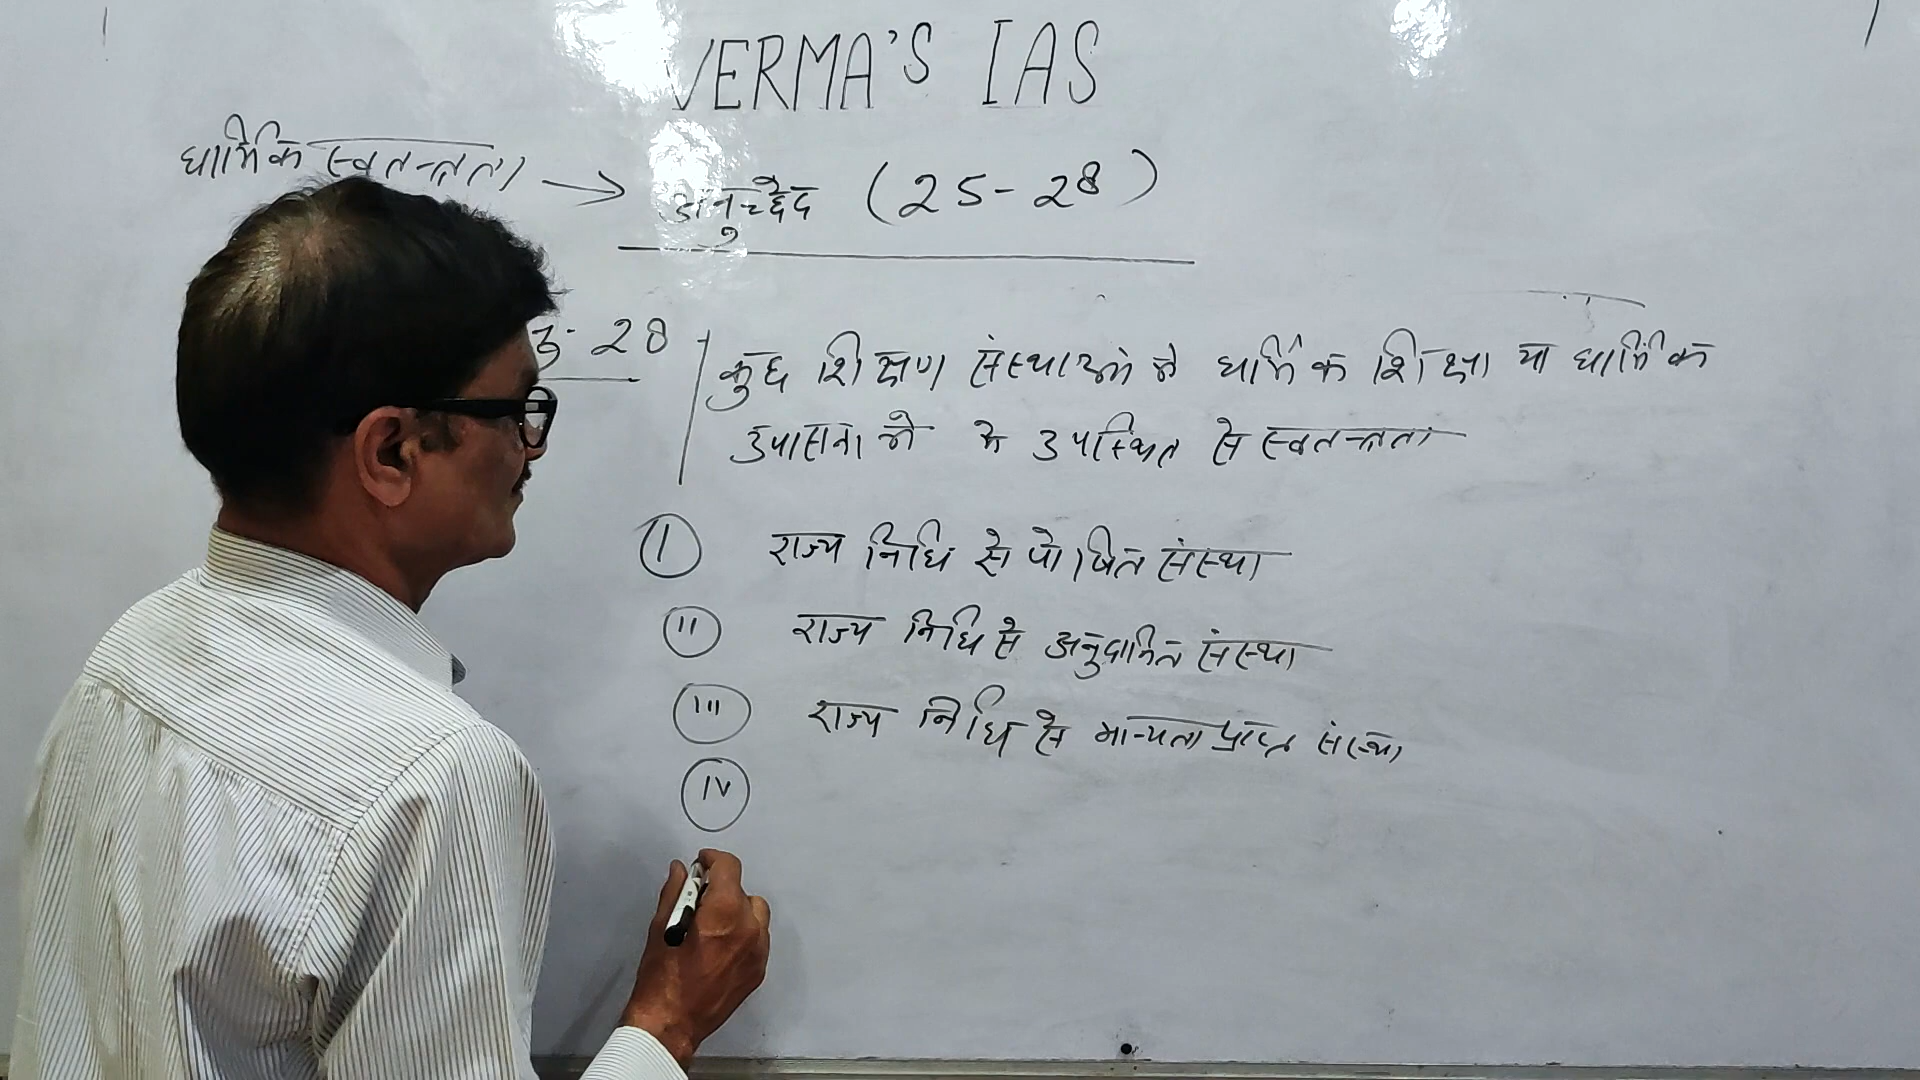 VERMA'S IAS
धार्मिक स्वतन्त्रता → अनुच्छेद (25-28)
28
कुछ शिक्षण संस्थाओं मे धार्मिक शिक्षा या धार्मिक
उपासना मे के उपस्थित से स्वतन्त्रता
I राज्य निधि से पोषित संस्था
II राज्य निधि से अनुदानित संस्था
III राज्य निधि से मान्यता प्राप्त संस्था
IV